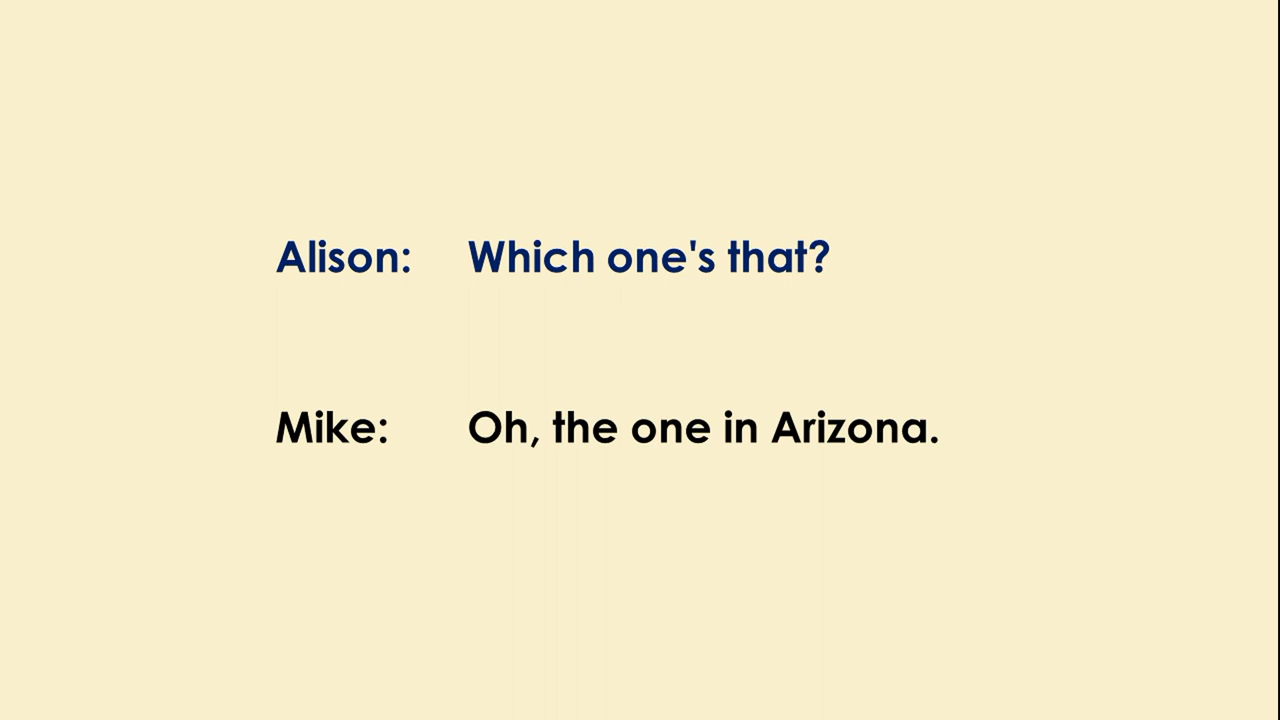 Alison: Which one's that?
Mike: Oh, the one in Arizona.